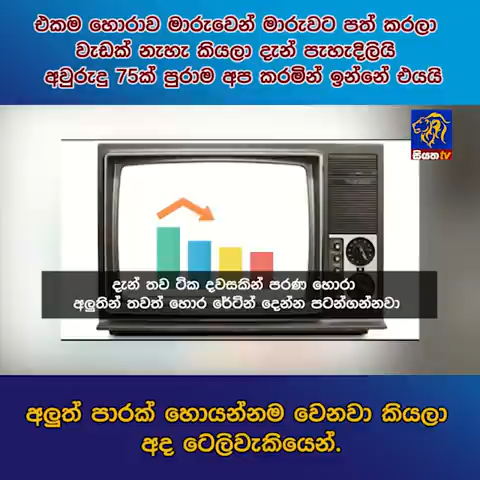 එකම හොරාව මාරුවෙන් මාරුවට පත් කරලා
වැඩක් නැහැ කියලා දැන් පැහැදිලියි
අවුරුදු 75ක් පුරාම අප කරමින් ඉන්නේ එයයි
සියත tv
දැන් තව ටික දවසකින් පරණ හොරා
අලුතින් තවත් හොර රේටින් දෙන්න පටන්ගන්නවා
අලුත් පාරක් හොයන්නම වෙනවා කියලා
අද ටෙලිවැකියෙන්.